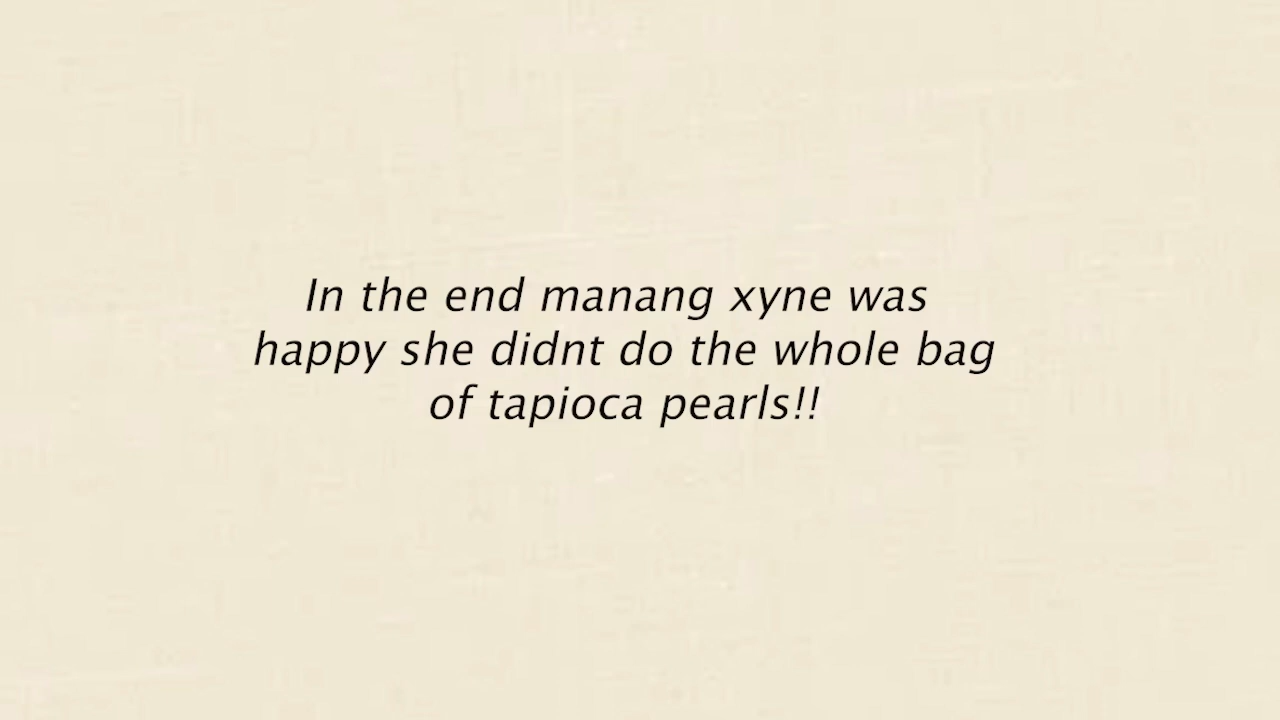 In the end manang xyne was
happy she didnt do the whole bag
of tapioca pearls!!